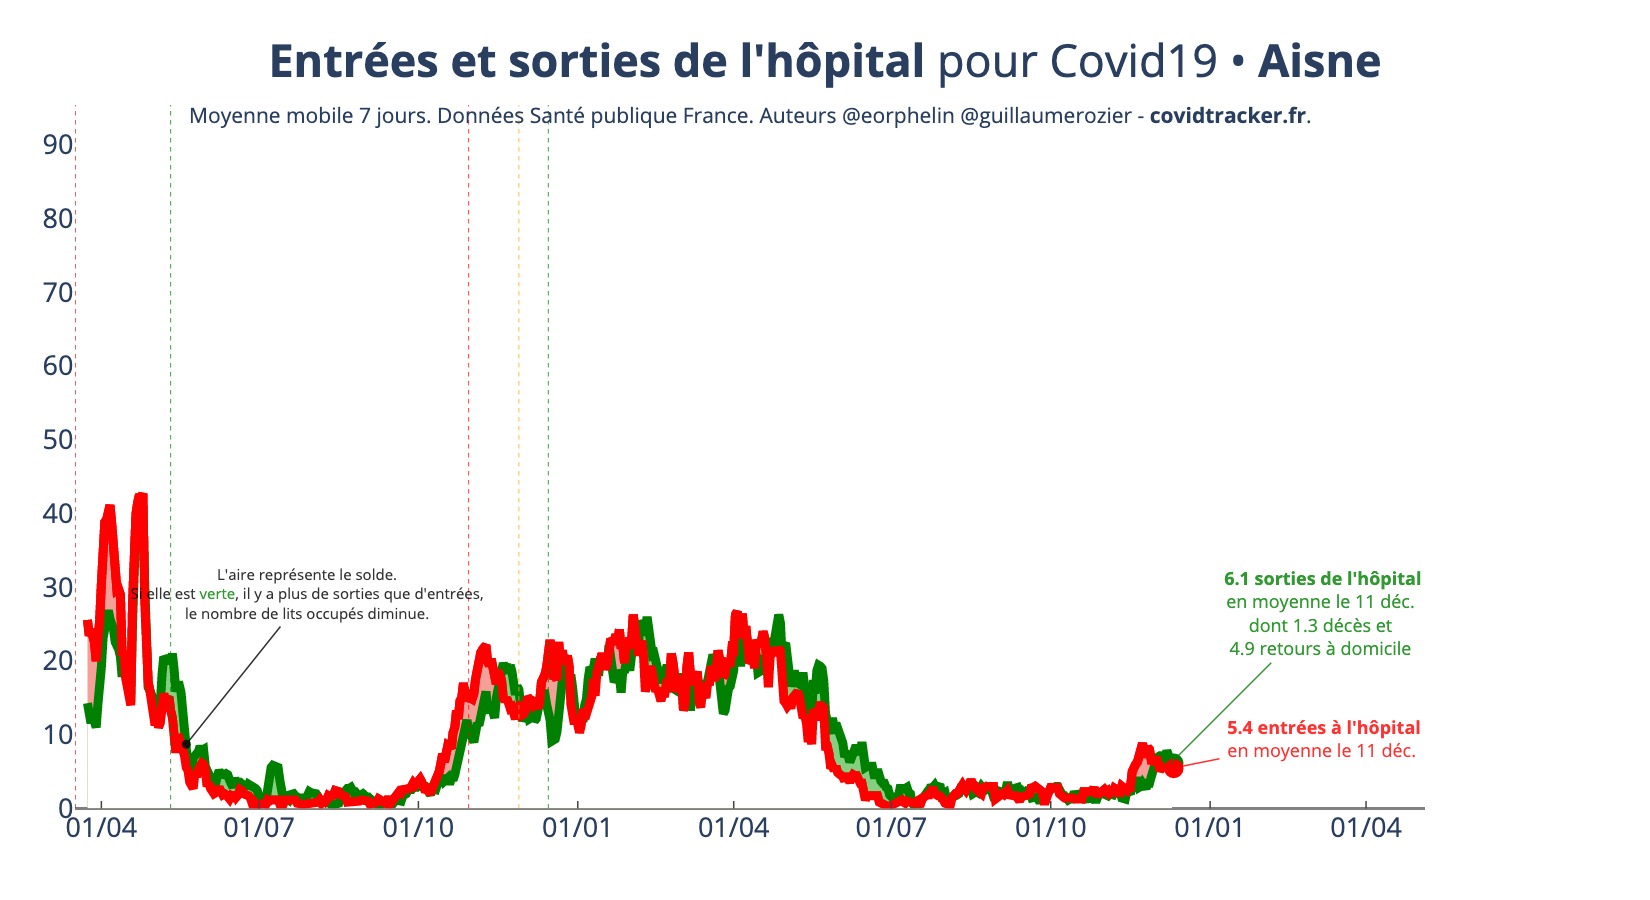 Entrées et sorties de l'hôpital pour Covid19 • Aisne
Moyenne mobile 7 jours. Données Santé publique France. Auteurs @eorphelin @guillaumerozier - covidtracker.fr.
90
80
70
60
50
40
30
20
10
0
L'aire représente le solde.
Si elle est verte, il y a plus de sorties que d'entrées,
le nombre de lits occupés diminue.
6.1 sorties de l'hôpital
en moyenne le 11 déc.
dont 1.3 décès et
4.9 retours à domicile
5.4 entrées à l'hôpital
en moyenne le 11 déc.
01/04 01/07 01/10 01/01 01/04 01/07 01/10 01/01 01/04